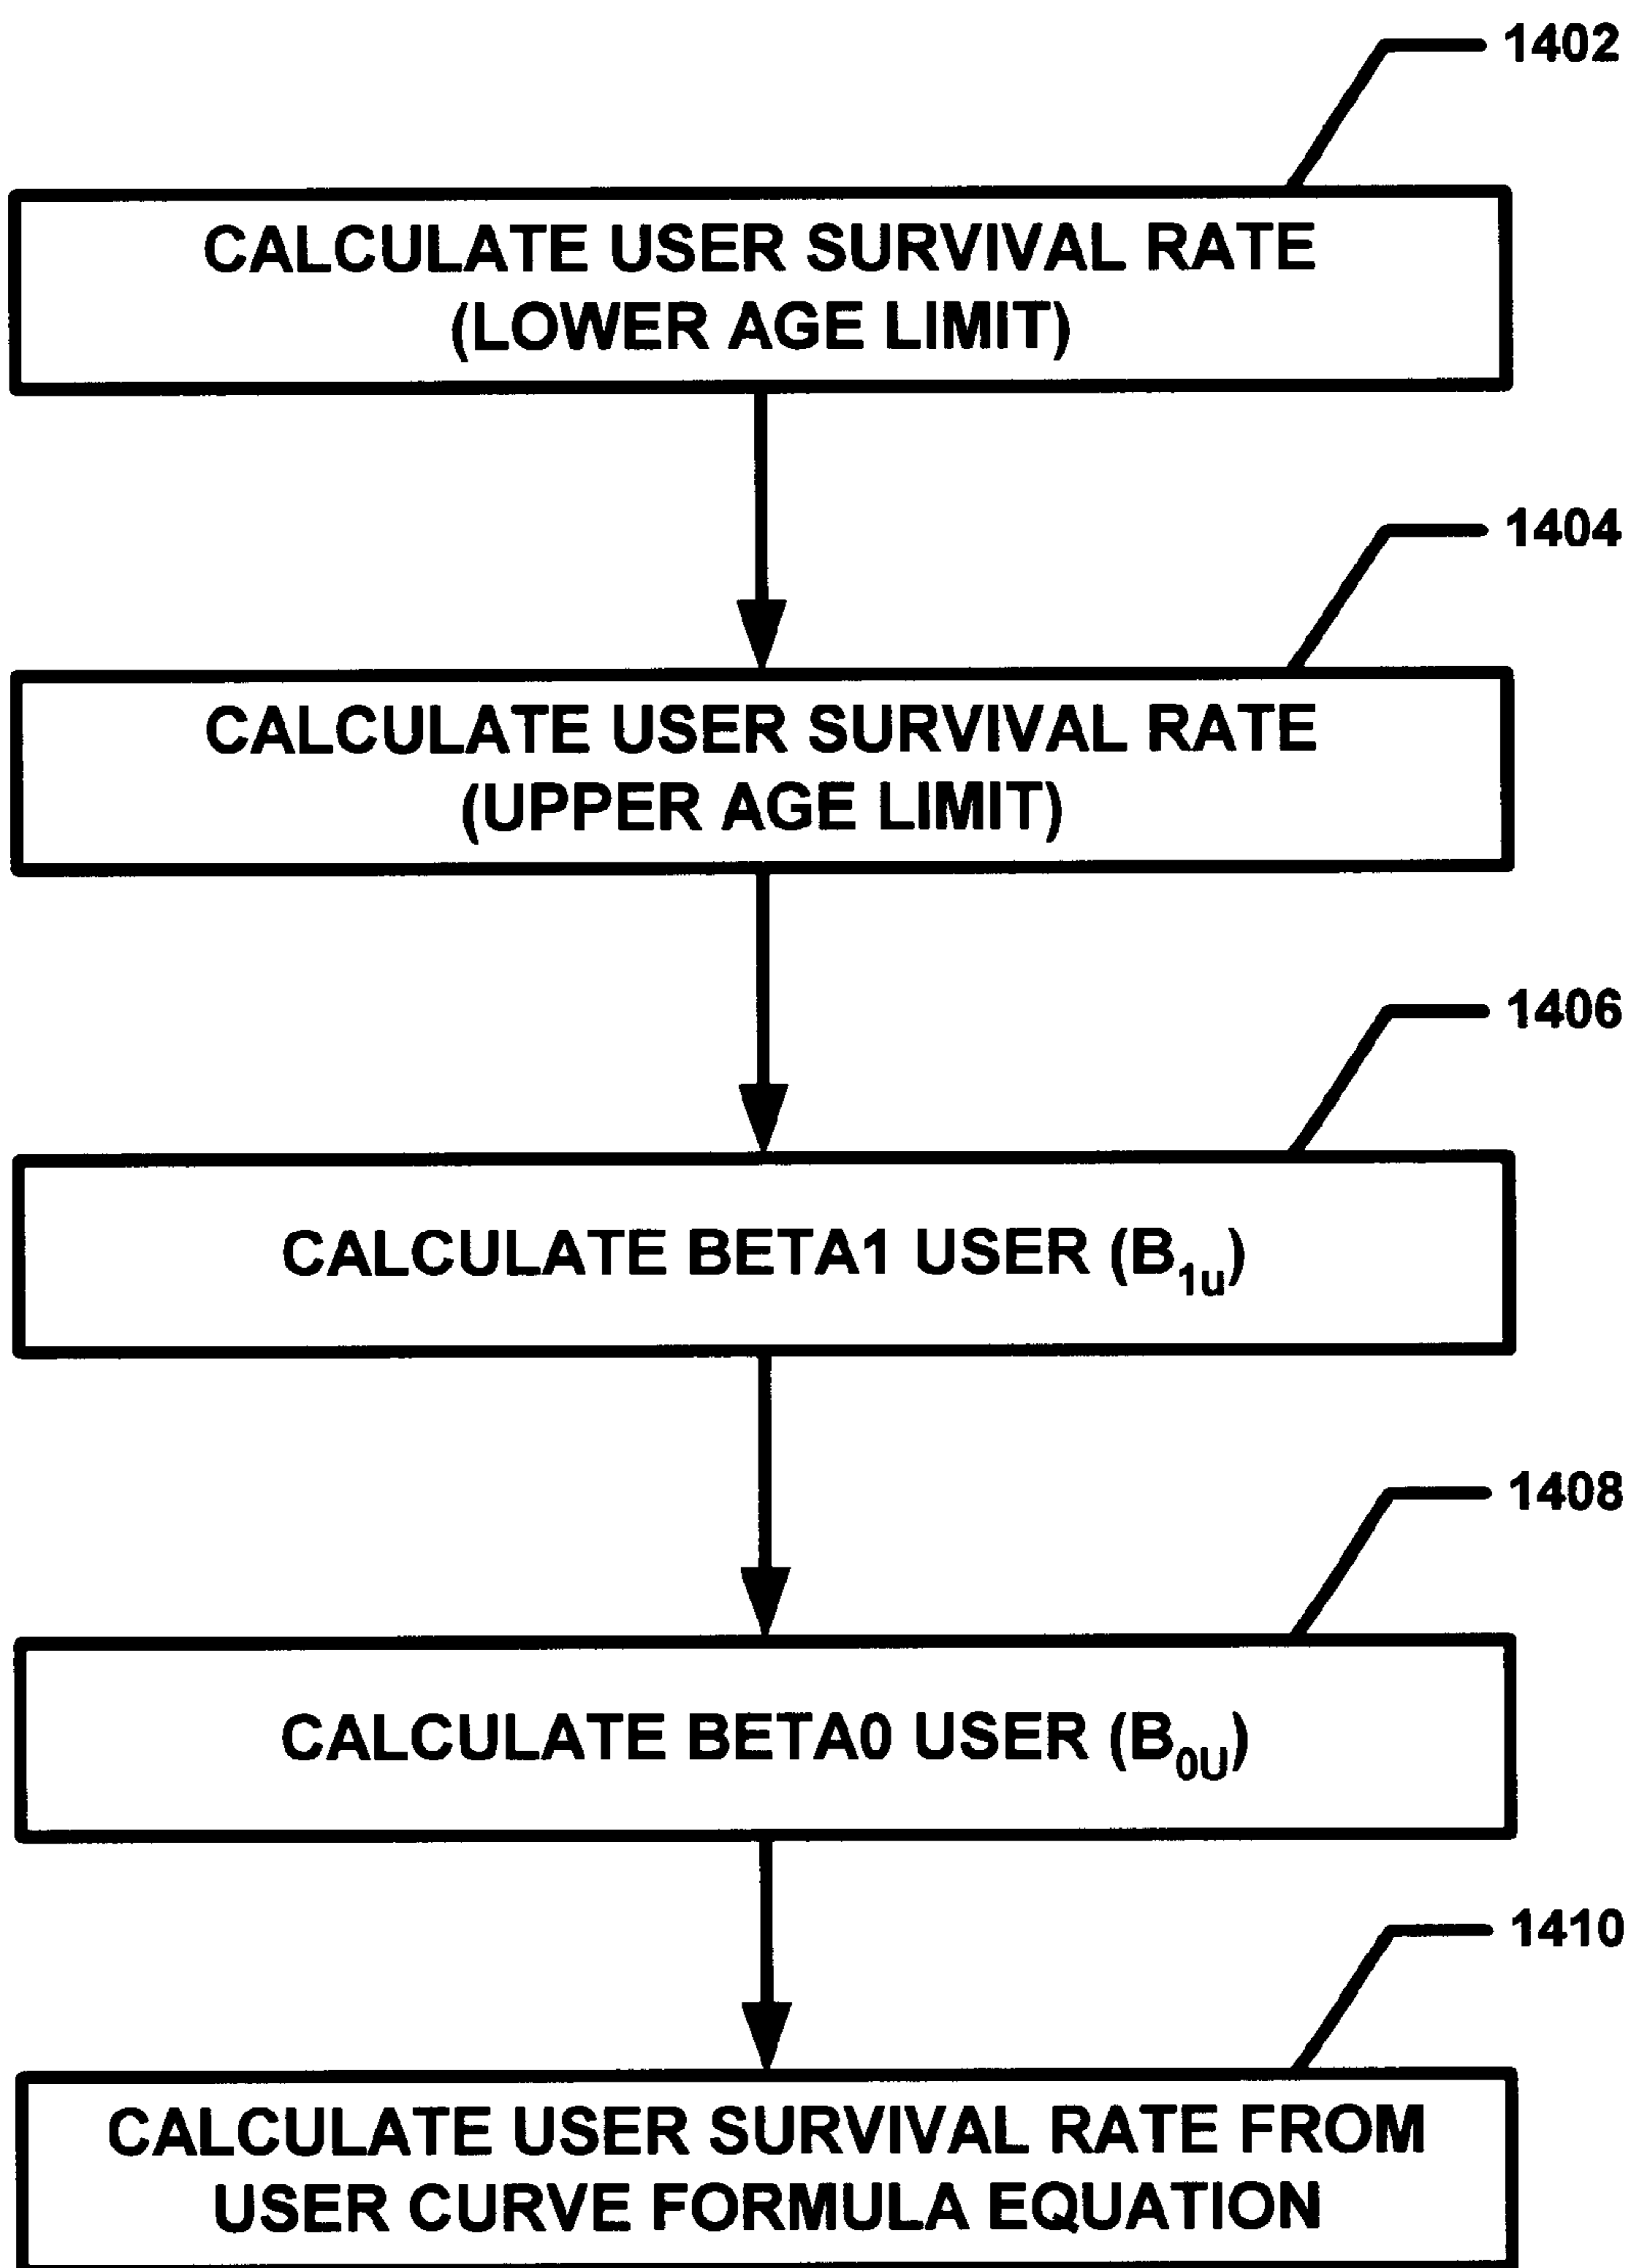 1402
CALCULATE USER SURVIVAL RATE
(LOWER AGE LIMIT)
1404
CALCULATE USER SURVIVAL RATE
(UPPER AGE LIMIT)
1406
CALCULATE BETA1 USER (B1u)
1408
CALCULATE BETA0 USER (B0U)
1410
CALCULATE USER SURVIVAL RATE FROM
USER CURVE FORMULA EQUATION